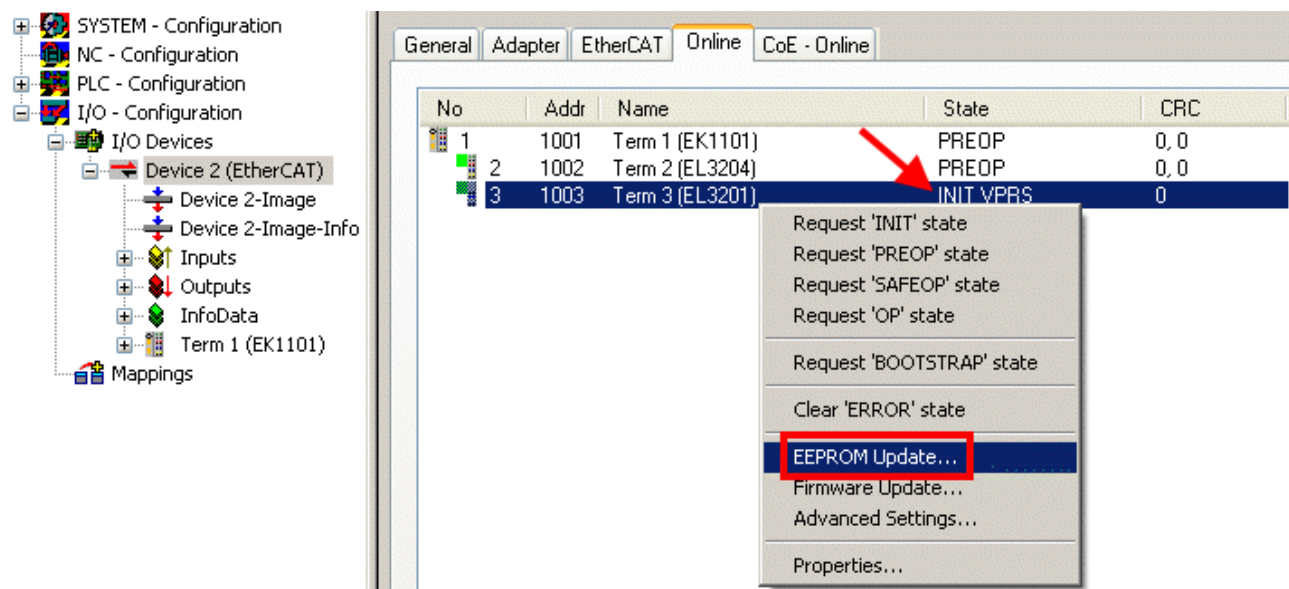 SYSTEM - Configuration
NC - Configuration
PLC - Configuration
I/O - Configuration
I/O Devices
Device 2 (EtherCAT)
Device 2-Image
Device 2-Image-Info
Inputs
Outputs
InfoData
Term 1 (EK1101)
Mappings
General Adapter EtherCAT Online CoE - Online
No Addr Name State CRC
1 1001 Term 1 (EK1101) PREOP 0, 0
2 1002 Term 2 (EL3204) PREOP 0, 0
3 1003 Term 3 (EL3201) INIT VPRS 0
Request 'INIT' state
Request 'PREOP' state
Request 'SAFEOP' state
Request 'OP' state
Request 'BOOTSTRAP' state
Clear 'ERROR' state
EEPROM Update...
Firmware Update...
Advanced Settings...
Properties...